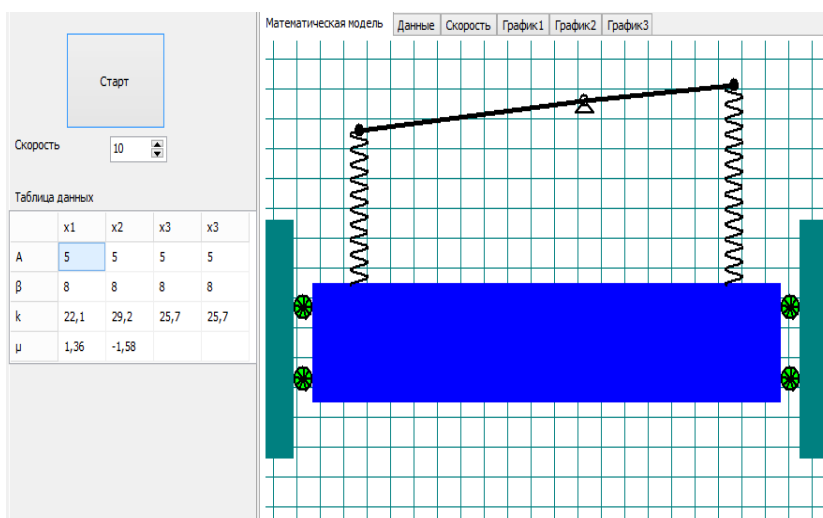 Математическая модель Данные Скорость График1 График2 График3
Старт
Скорость 10
Таблица данных
x1 x2 x3 x3
A 5 5 5 5
β 8 8 8 8
k 22,1 29,2 25,7 25,7
μ 1,36 -1,58